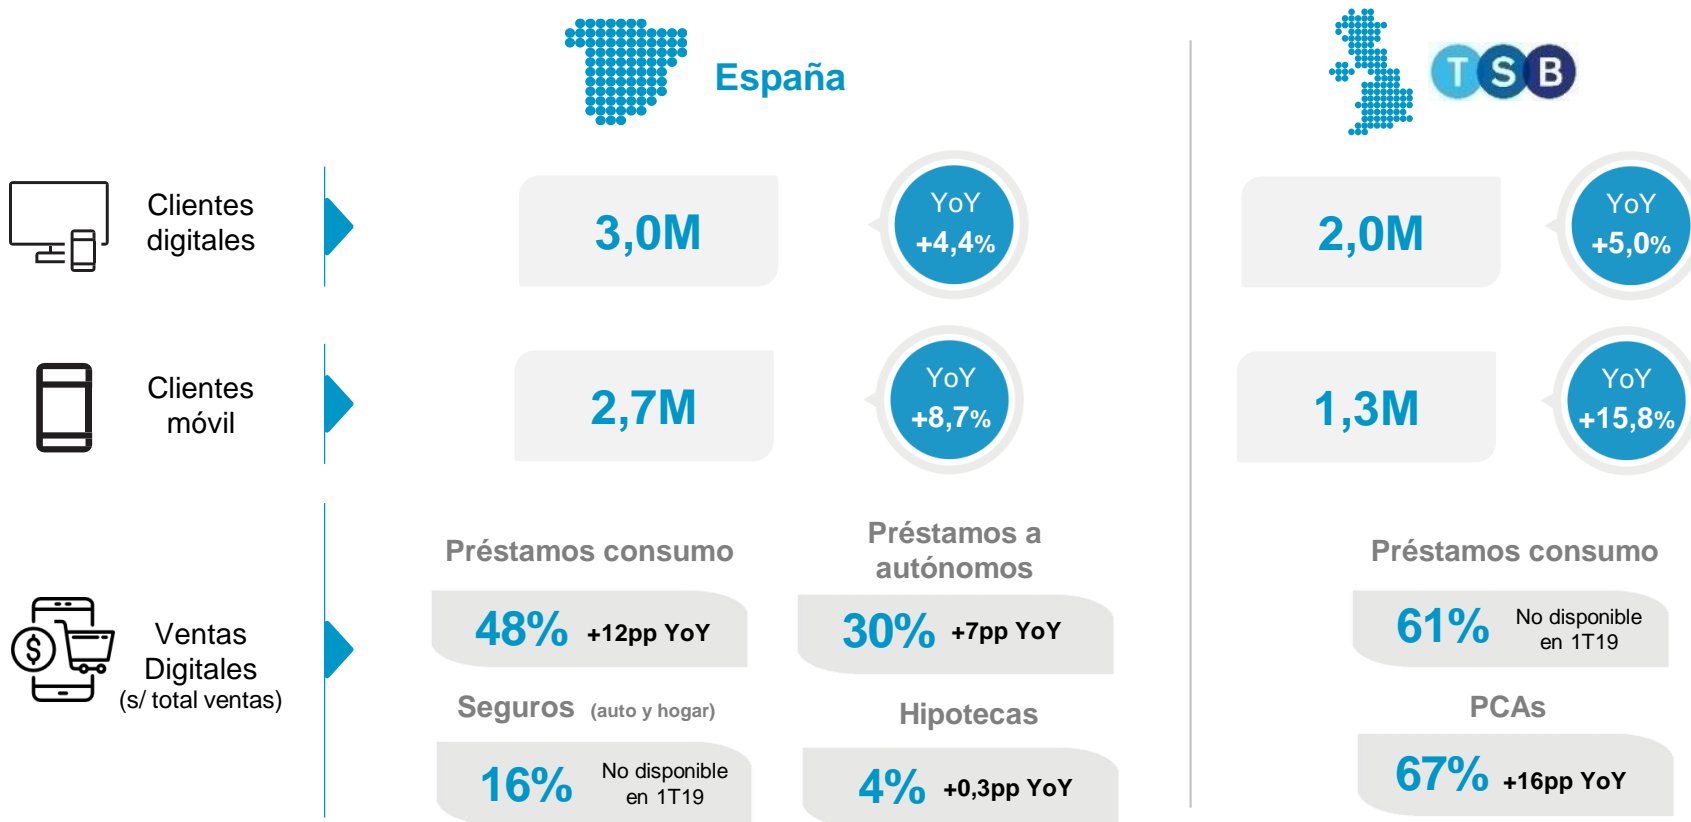 España
TSB
Clientes
digitales
3,0M
YoY
+4,4%
2,0M
YoY
+5,0%
Clientes
móvil
2,7M
YoY
+8,7%
1,3M
YoY
+15,8%
Ventas
Digitales
(s/ total ventas)
Préstamos consumo
48% +12pp YoY
Préstamos a
autónomos
30% +7pp YoY
Seguros (auto y hogar)
16% No disponible
en 1T19
Hipotecas
4% +0,3pp YoY
Préstamos consumo
61% No disponible
en 1T19
PCAs
67% +16pp YoY
$